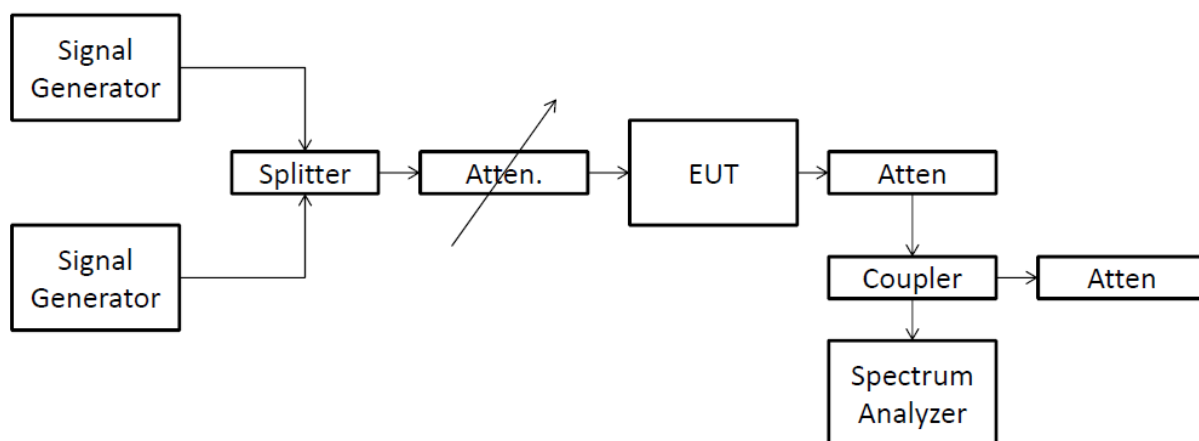 Signal
Generator
Splitter
Atten.
EUT
Atten
Signal
Generator
Coupler
Atten
Spectrum
Analyzer